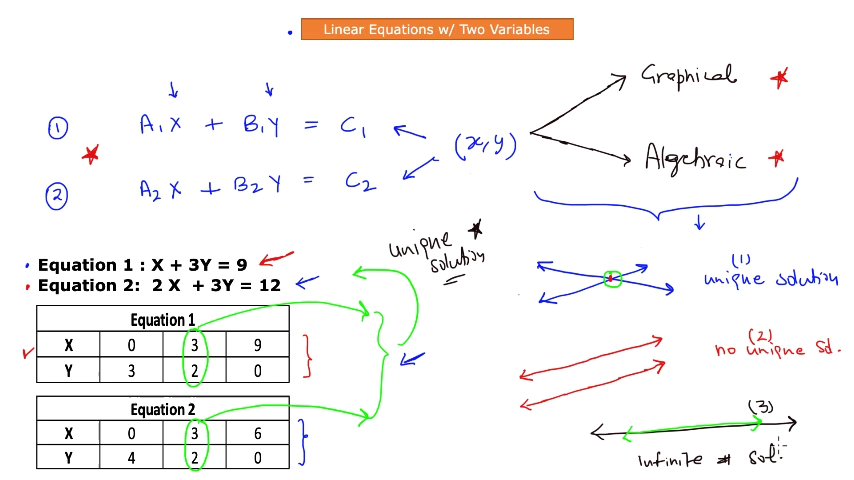 Linear Equations w/ Two Variables
Graphical
① A₁X + B₁Y = C₁
(x,y)
Algebraic
② A₂X + B₂Y = C₂
unique solution
• Equation 1 : X + 3Y = 9
• Equation 2: 2 X + 3Y = 12
(1)
unique solution
Equation 1
X 0 3 9
Y 3 2 0
(2)
no unique sol.
Equation 2
X 0 3 6
Y 4 2 0
(3)
Infinite # sol